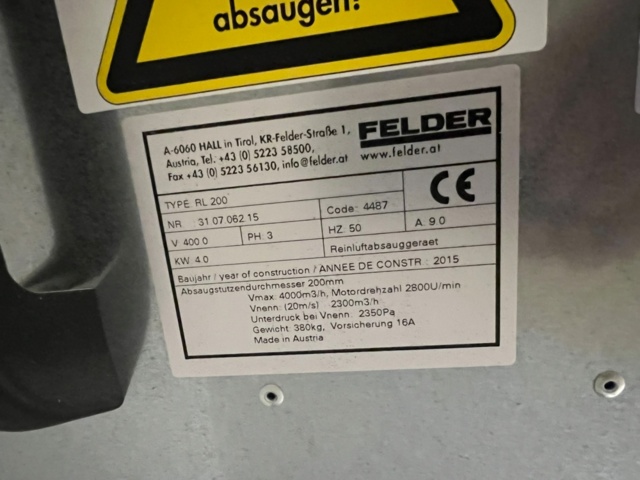 absaugen!
A-6060 HALL in Tirol, KR-Felder-Straße 1,
Austria, Tel. +43 (0) 5223 58500,
Fax +43 (0) 5223 56130, info@felder.at
FELDER
www.felder.at
TYPE RL 200
NR 31.07.062.15 Code: 4487
V 400.0 PH: 3 HZ: 50 A: 9.0
KW: 4.0 Reinluftabsauggeraet
CE
Baujahr / year of construction / ANNEE DE CONSTR.: 2015
Absaugstutzendurchmesser 200mm
Vmax: 4000m3/h, Motordrehzahl 2800U/min
Vnenn: (20m/s) 2300m3/h
Unterdruck bei Vnenn: 2350Pa
Gewicht: 380kg, Vorsicherung 16A
Made in Austria